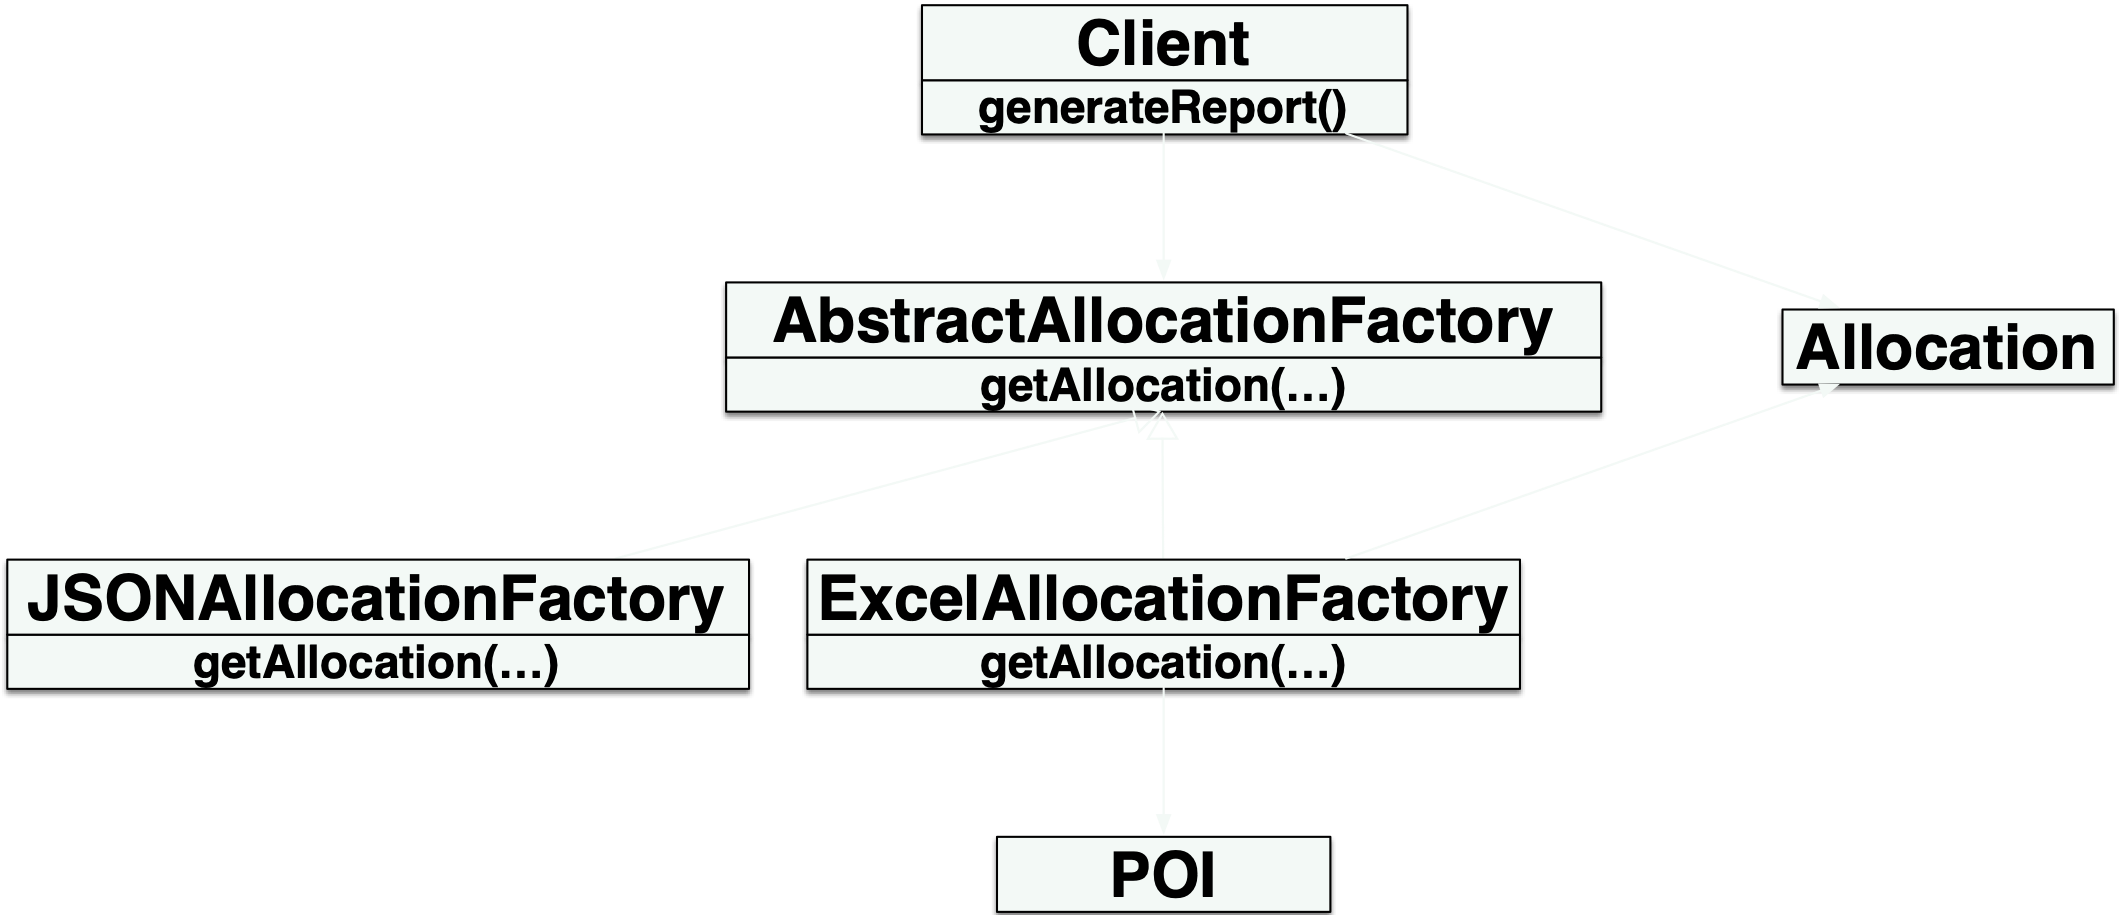 Client
generateReport()
AbstractAllocationFactory
getAllocation(...)
Allocation
JSONAllocationFactory
getAllocation(...)
ExcelAllocationFactory
getAllocation(...)
POI